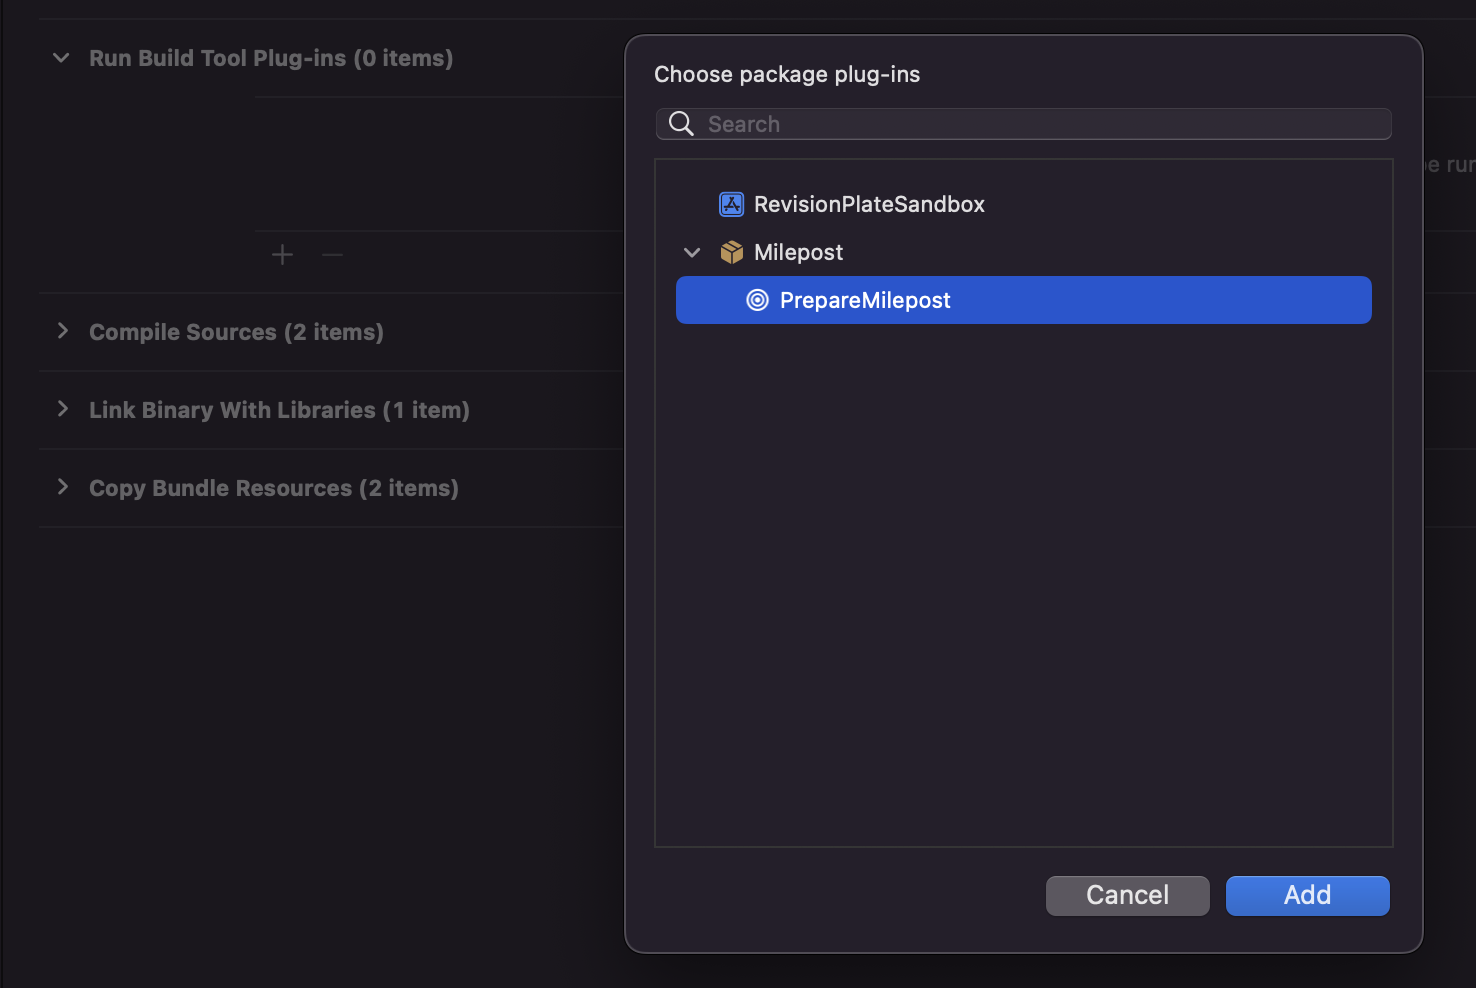 Run Build Tool Plug-ins (0 items)
Compile Sources (2 items)
Link Binary With Libraries (1 item)
Copy Bundle Resources (2 items)
Choose package plug-ins
Search
RevisionPlateSandbox
Milepost
PrepareMilepost
Cancel
Add